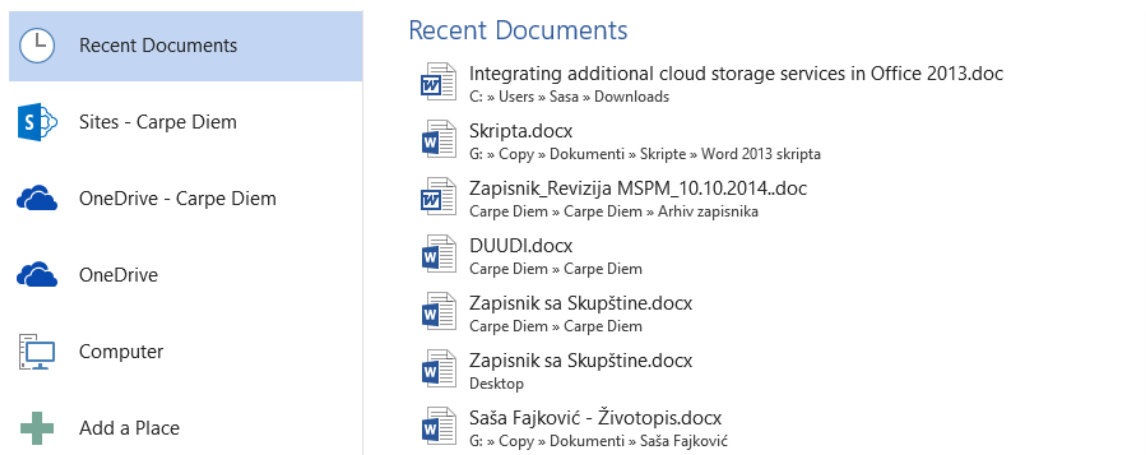 Recent Documents
Sites - Carpe Diem
OneDrive - Carpe Diem
OneDrive
Computer
Add a Place
Recent Documents
Integrating additional cloud storage services in Office 2013.doc
C: » Users » Sasa » Downloads
Skripta.docx
G: » Copy » Dokumenti » Skripte » Word 2013 skripta
Zapisnik_Revizija MSPM_10.10.2014..doc
Carpe Diem » Carpe Diem » Arhiv zapisnika
DUUDI.docx
Carpe Diem » Carpe Diem
Zapisnik sa Skupštine.docx
Carpe Diem » Carpe Diem
Zapisnik sa Skupštine.docx
Desktop
Saša Fajković - Životopis.docx
G: » Copy » Dokumenti » Saša Fajković